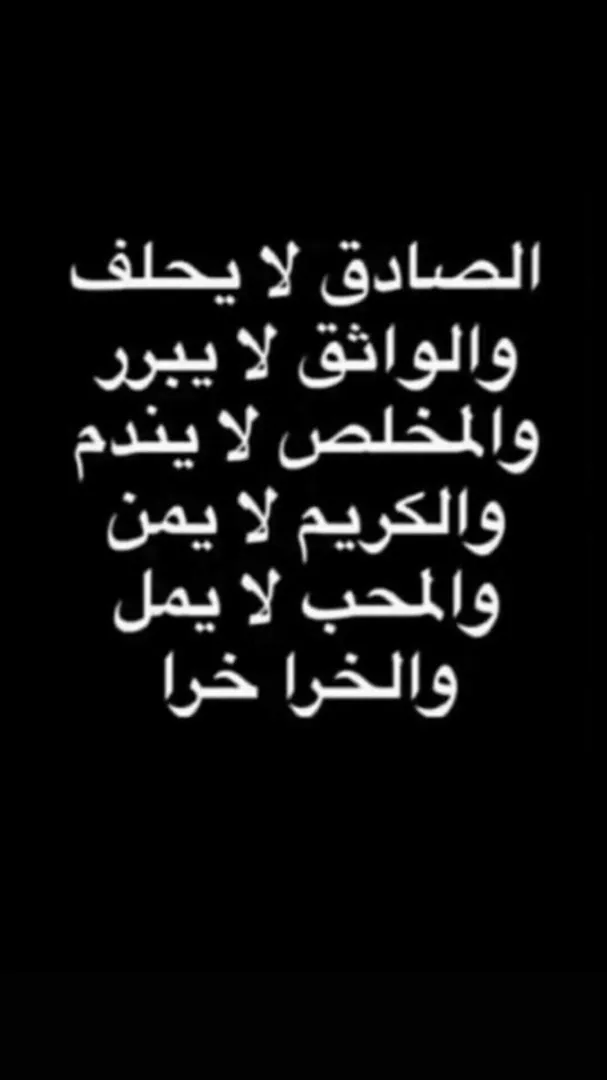 الصادق لا يحلف
والواثق لا يبرر
والمخلص لا يندم
والكريم لا يمن
والمحب لا يمل
والخرا خرا